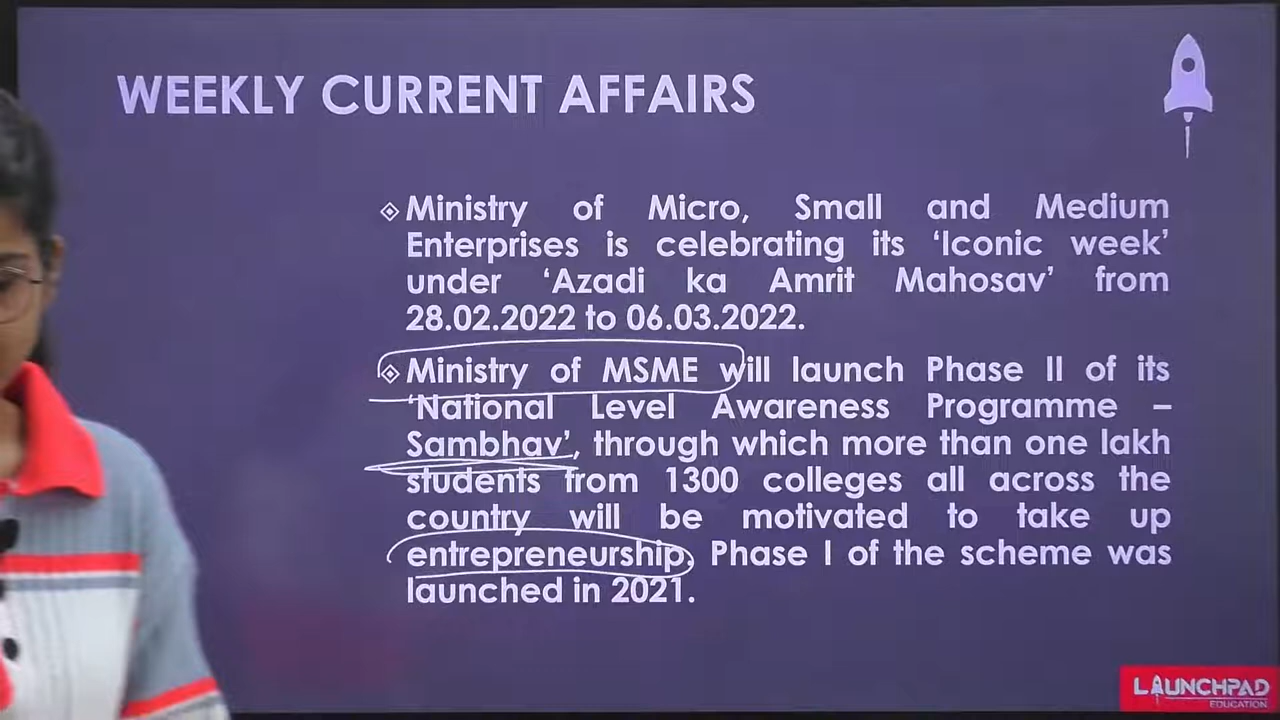 WEEKLY CURRENT AFFAIRS
Ministry of Micro, Small and Medium
Enterprises is celebrating its ‘Iconic week’
under ‘Azadi ka Amrit Mahosav’ from
28.02.2022 to 06.03.2022.
Ministry of MSME will launch Phase II of its
‘National Level Awareness Programme –
Sambhav’, through which more than one lakh
students from 1300 colleges all across the
country will be motivated to take up
entrepreneurship. Phase I of the scheme was
launched in 2021.
LAUNCHPAD
EDUCATION